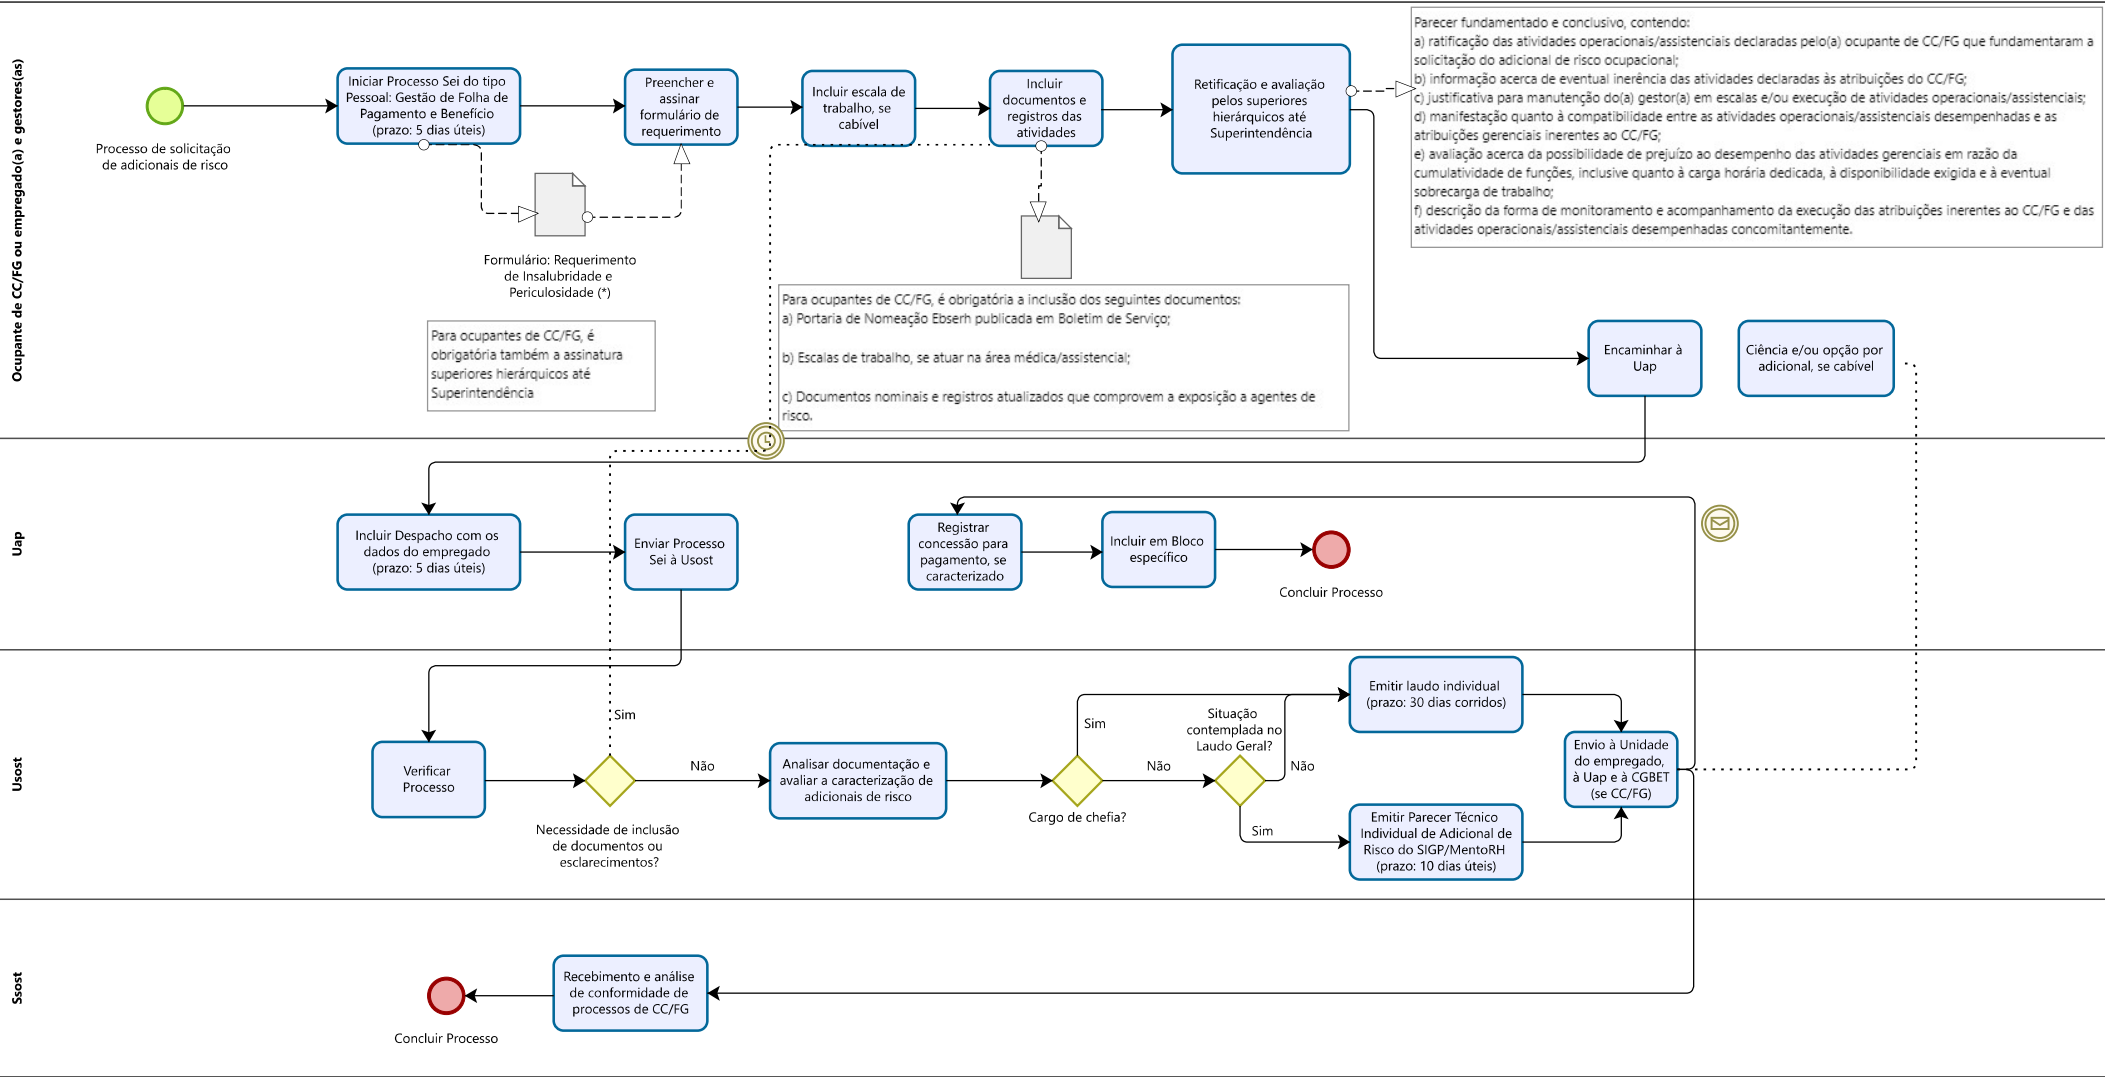 Ocupante de CC/FG ou empregado(a) e gestores(as)
Processo de solicitação
de adicionais de risco
Iniciar Processo Sei do tipo
Pessoal: Gestão de Folha de
Pagamento e Benefício
(prazo: 5 dias úteis)
Preencher e
assinar
formulário de
requerimento
Incluir escala de
trabalho, se
cabível
Incluir
documentos e
registros das
atividades
Retificação e avaliação
pelos superiores
hierárquicos até
Superintendência
Parecer fundamentado e conclusivo, contendo:
a) ratificação das atividades operacionais/assistenciais declaradas pelo(a) ocupante de CC/FG que fundamentaram a
solicitação do adicional de risco ocupacional;
b) informação acerca de eventual inerência das atividades declaradas às atribuições do CC/FG;
c) justificativa para manutenção do(a) gestor(a) em escalas e/ou execução de atividades operacionais/assistenciais;
d) manifestação quanto à compatibilidade entre as atividades operacionais/assistenciais desempenhadas e as
atribuições gerenciais inerentes ao CC/FG;
e) avaliação acerca da possibilidade de prejuízo ao desempenho das atividades gerenciais em razão da
cumulatividade de funções, inclusive quanto à carga horária dedicada, à disponibilidade exigida e à eventual
sobrecarga de trabalho;
f) descrição da forma de monitoramento e acompanhamento da execução das atribuições inerentes ao CC/FG e das
atividades operacionais/assistenciais desempenhadas concomitantemente.
Formulário: Requerimento
de Insalubridade e
Periculosidade (*)
Para ocupantes de CC/FG, é
obrigatória também a assinatura
superiores hierárquicos até
Superintendência
Para ocupantes de CC/FG, é obrigatória a inclusão dos seguintes documentos:
a) Portaria de Nomeação Ebserh publicada em Boletim de Serviço;
b) Escalas de trabalho, se atuar na área médica/assistencial;
c) Documentos nominais e registros atualizados que comprovem a exposição a agentes de
risco.
Encaminhar à
Uap
Ciência e/ou opção por
adicional, se cabível
Uap
Incluir Despacho com os
dados do empregado
(prazo: 5 dias úteis)
Enviar Processo
Sei à Usost
Registrar
concessão para
pagamento, se
caracterizado
Incluir em Bloco
específico
Concluir Processo
Usost
Verificar
Processo
Sim
Necessidade de inclusão
de documentos ou
esclarecimentos?
Não
Analisar documentação e
avaliar a caracterização de
adicionais de risco
Cargo de chefia?
Sim
Não
Situação
contemplada no
Laudo Geral?
Não
Sim
Emitir laudo individual
(prazo: 30 dias corridos)
Emitir Parecer Técnico
Individual de Adicional de
Risco do SIGP/MentoRH
(prazo: 10 dias úteis)
Envio à Unidade
do empregado,
à Uap e à CGBET
(se CC/FG)
Ssost
Recebimento e análise
de conformidade de
processos de CC/FG
Concluir Processo